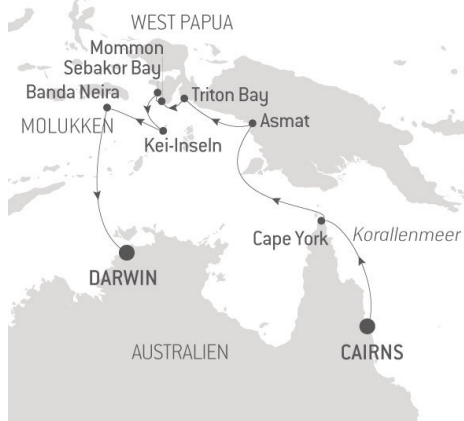 WEST PAPUA
Mommon
Sebakor Bay
Banda Neira
Triton Bay
MOLUKKEN
Asmat
Kei-Inseln
Cape York
Korallenmeer
DARWIN
AUSTRALIEN
CAIRNS